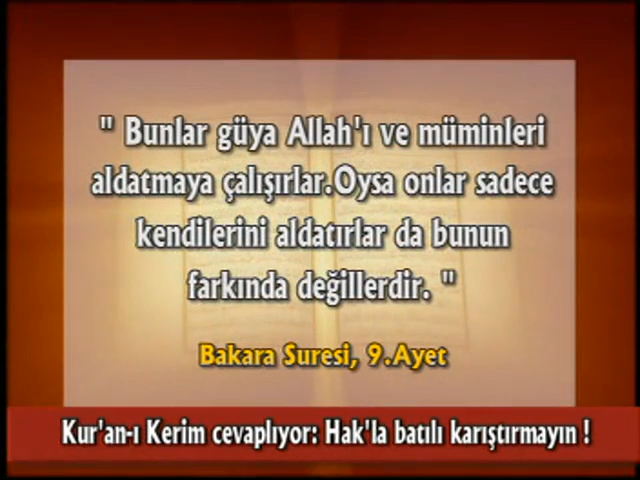 " Bunlar güya Allah'ı ve müminleri
aldatmaya çalışırlar.Oysa onlar sadece
kendilerini aldatırlar da bunun
farkında değillerdir. "
Bakara Suresi, 9.Ayet
Kur'an-ı Kerim cevaplıyor: Hak'la batılı karıştırmayın !